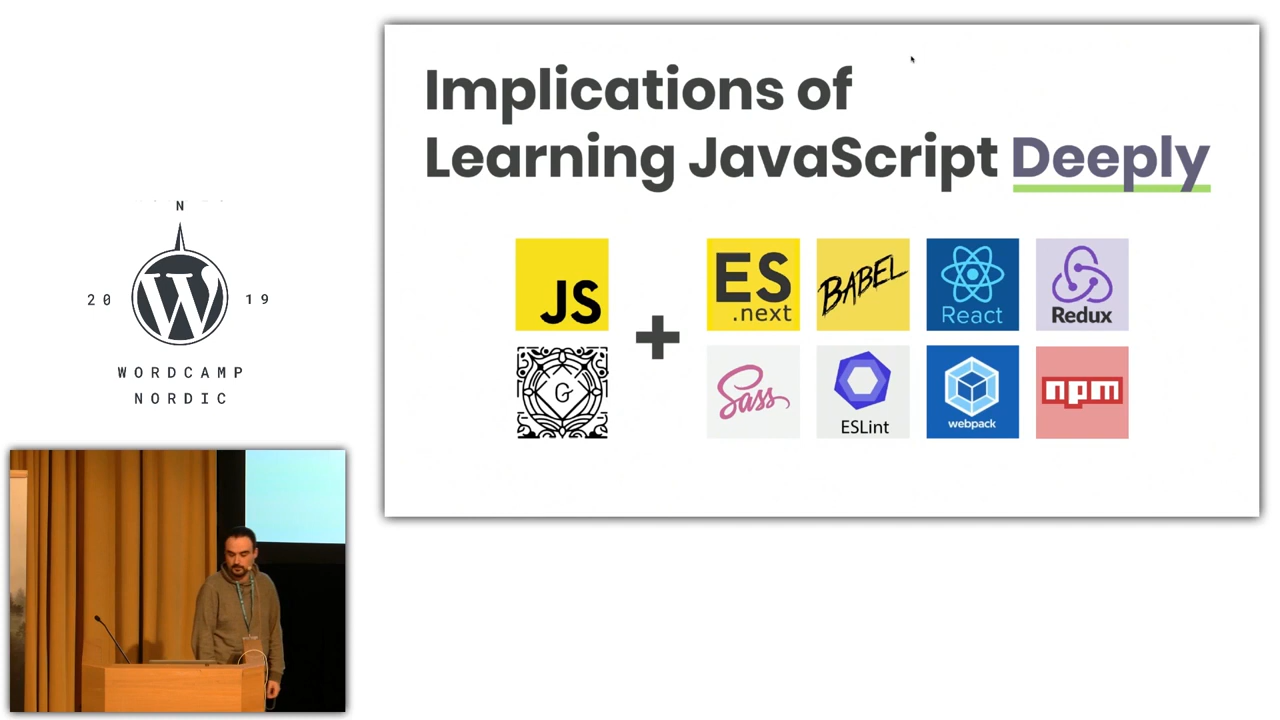 Implications of
Learning JavaScript Deeply
N
20 19
WORDCAMP
NORDIC
JS
ES
.next
BABEL
React
Redux
G
Sass
ESLint
webpack
npm